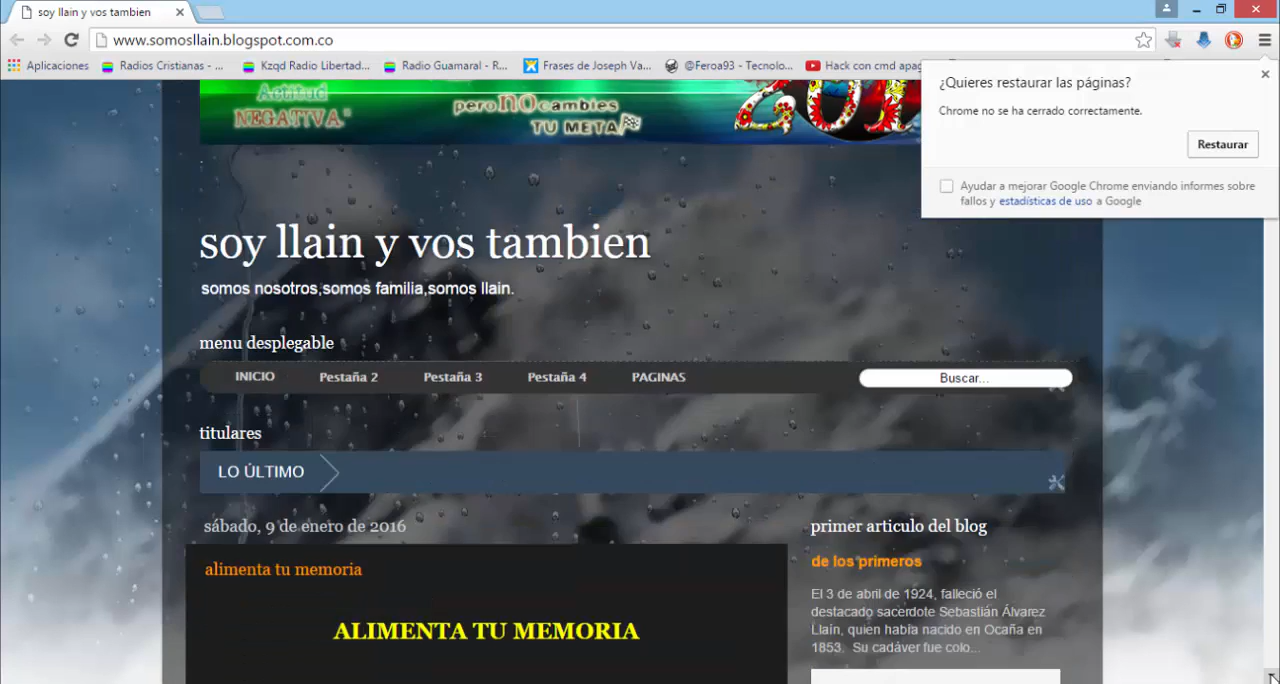 soy llain y vos tambien
www.somosllain.blogspot.com.co
Aplicaciones
Radios Cristianas - ...
Kzqd Radio Libertad...
Radio Guamaral - R...
Frases de Joseph Va...
@Feroa93 - Tecnolo...
Hack con cmd apag
¿Quieres restaurar las páginas?
Chrome no se ha cerrado correctamente.
Restaurar
Ayudar a mejorar Google Chrome enviando informes sobre
fallos y estadísticas de uso a Google
Actitud
NEGATIVA."
pero NO cambies
TU META
201
soy llain y vos tambien
somos nosotros,somos familia,somos llain.
menu desplegable
INICIO
Pestaña 2
Pestaña 3
Pestaña 4
PAGINAS
Buscar...
titulares
LO ÚLTIMO
sábado, 9 de enero de 2016
alimenta tu memoria
ALIMENTA TU MEMORIA
primer articulo del blog
de los primeros
El 3 de abril de 1924, falleció el
destacado sacerdote Sebastián Álvarez
Llaín, quien había nacido en Ocaña en
1853. Su cadáver fue colo...